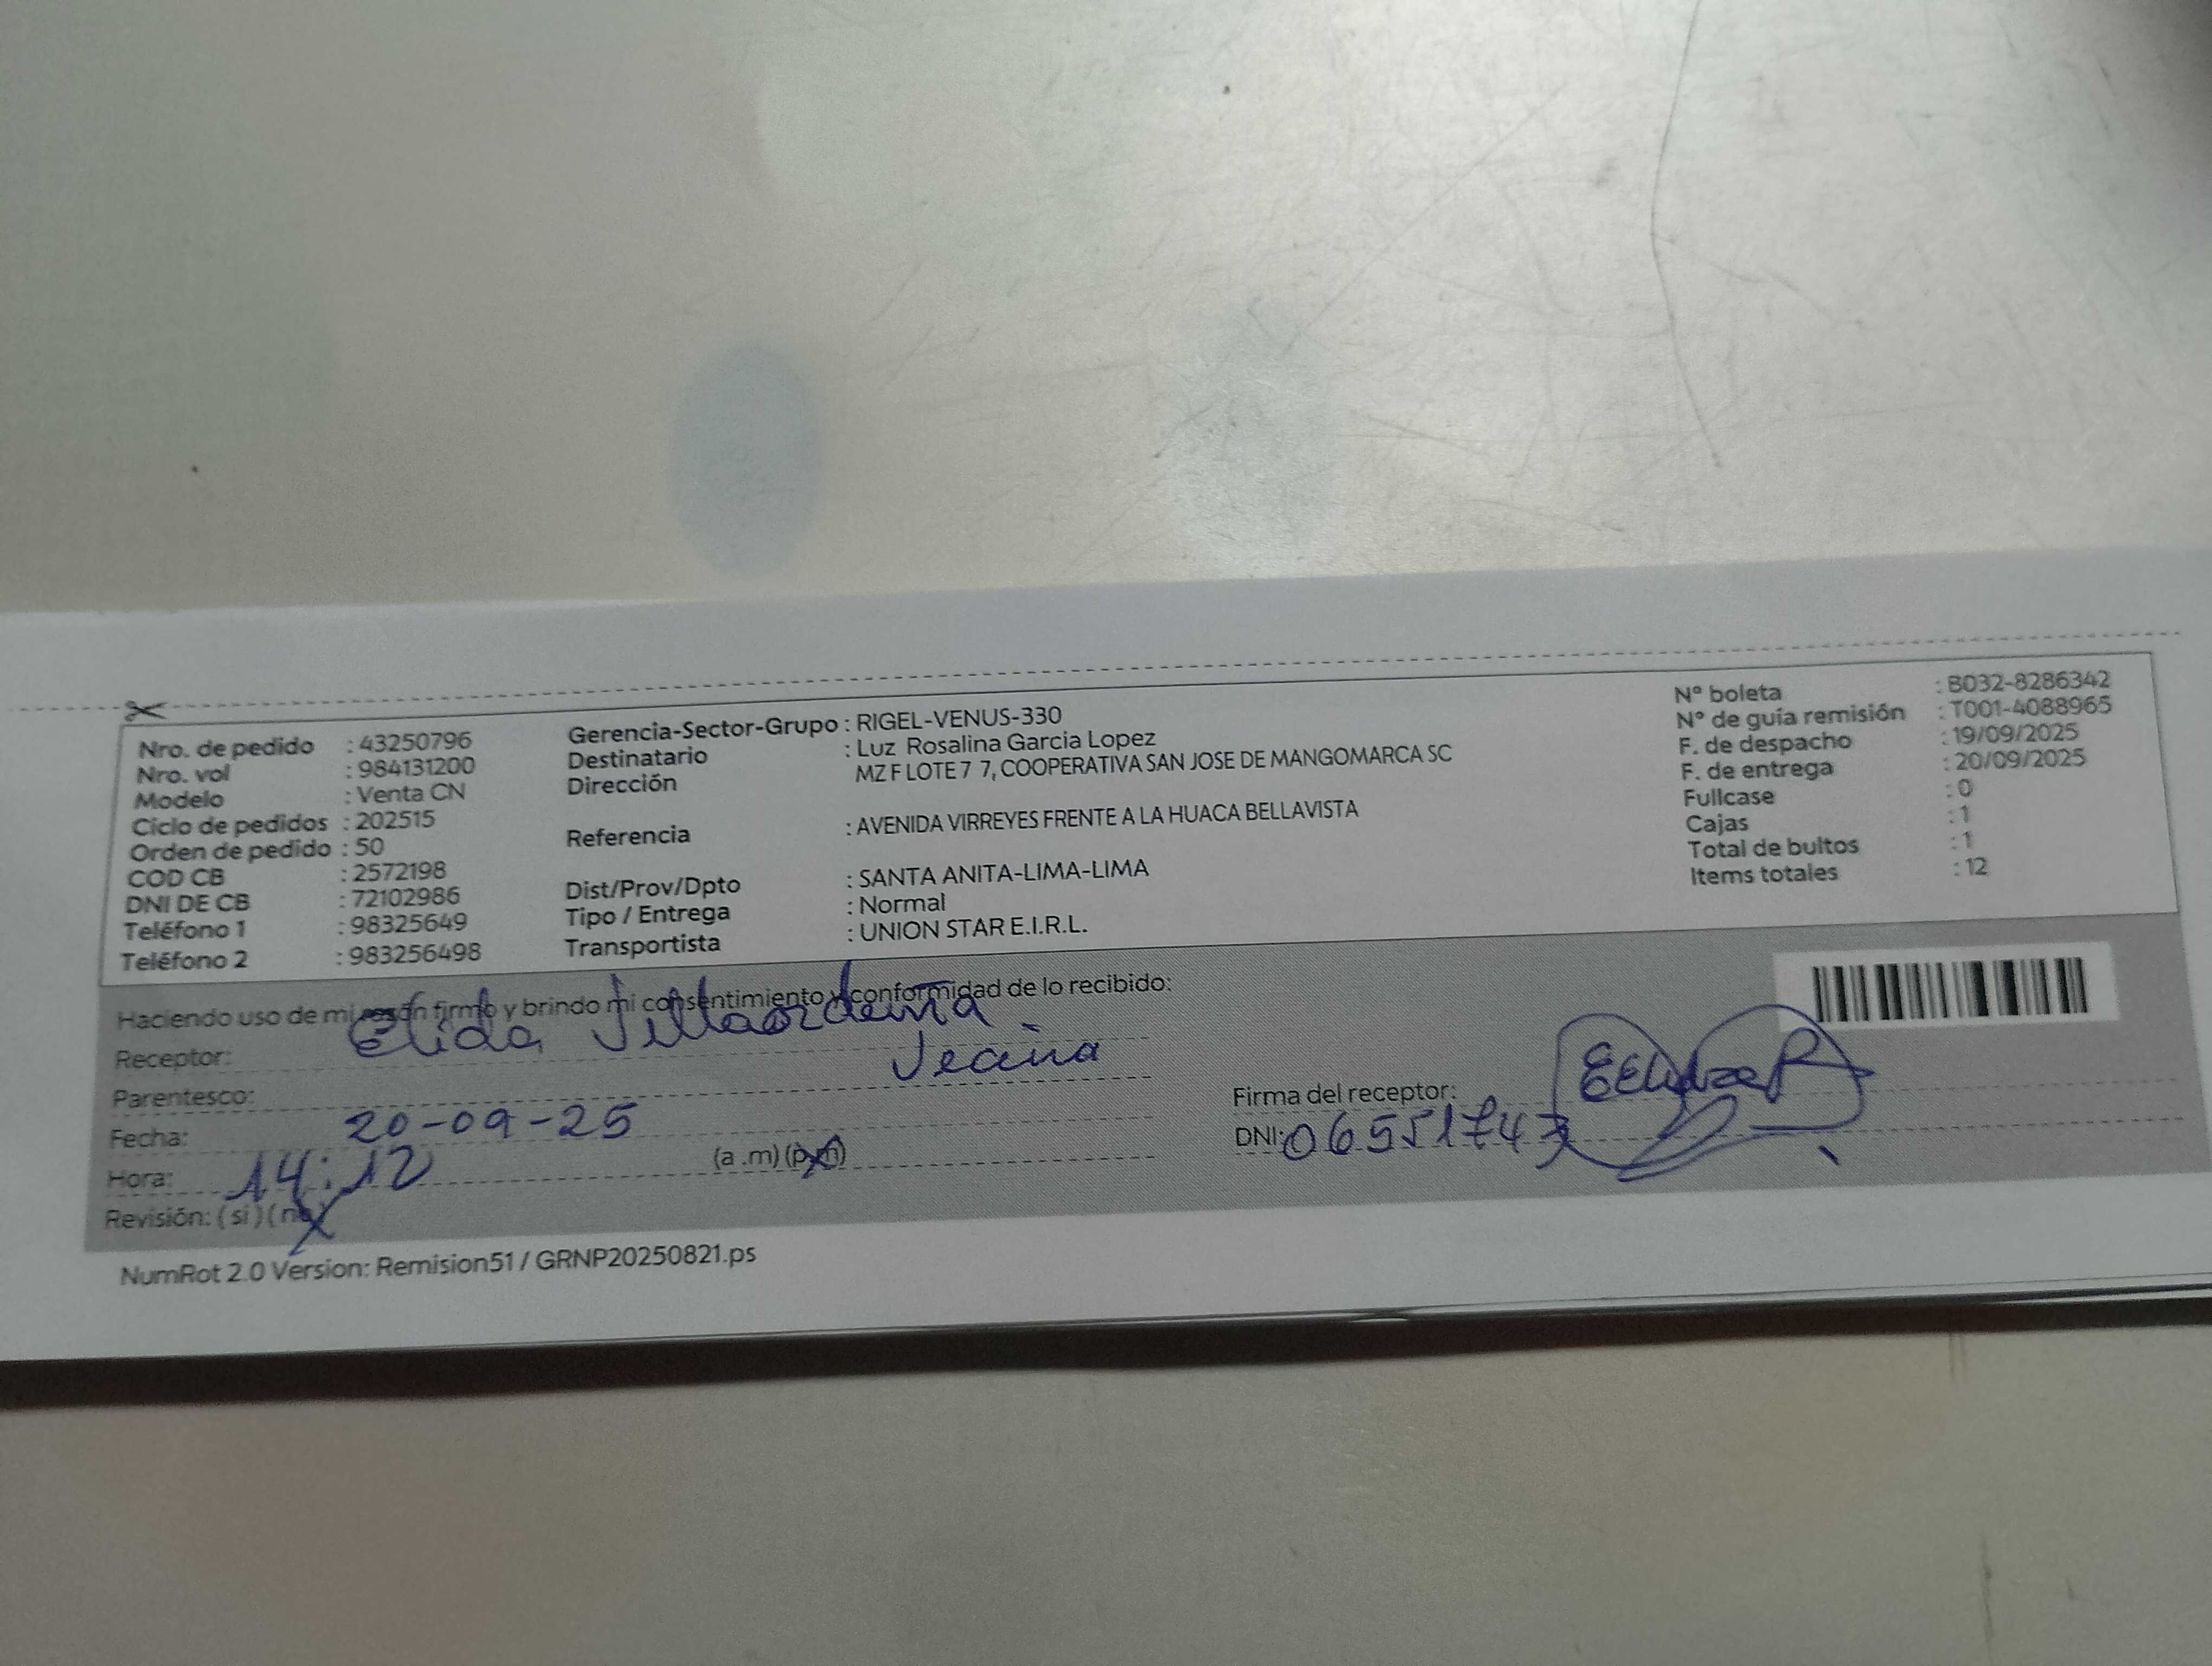 Nro. de pedido : 43250796
Nro. vol : 984131200
Modelo : Venta CN
Ciclo de pedidos : 202515
Orden de pedido : 50
COD CB : 2572198
DNI DE CB : 72102986
Teléfono 1 : 98325649
Teléfono 2 : 983256498
Gerencia-Sector-Grupo : RIGEL-VENUS-330
Destinatario : Luz Rosalina Garcia Lopez
Dirección MZ F LOTE 7 7, COOPERATIVA SAN JOSE DE MANGOMARCA SC
Referencia : AVENIDA VIRREYES FRENTE A LA HUACA BELLAVISTA
Dist/Prov/Dpto : SANTA ANITA-LIMA-LIMA
Tipo / Entrega : Normal
Transportista : UNION STAR E.I.R.L.
N° boleta : B032-8286342
N° de guía remisión : T001-4088965
F. de despacho : 19/09/2025
F. de entrega : 20/09/2025
Fullcase : 0
Cajas : 1
Total de bultos : 1
Items totales : 12
Haciendo uso de mi razón firmo y brindo mi consentimiento y conformidad de lo recibido:
Receptor: Elida
Parentesco: Vecina
Fecha: 20-09-25
Hora: 14:12 (a .m) (p.m)
Revisión: (si) (no)
Firma del receptor:
DNI: 06551747
NumRot 2.0 Version: Remision51 / GRNP20250821.ps